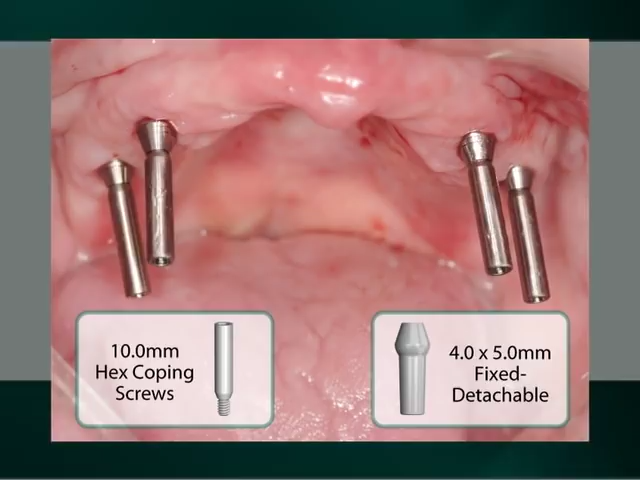 10.0mm
Hex Coping
Screws
4.0 x 5.0mm
Fixed-
Detachable